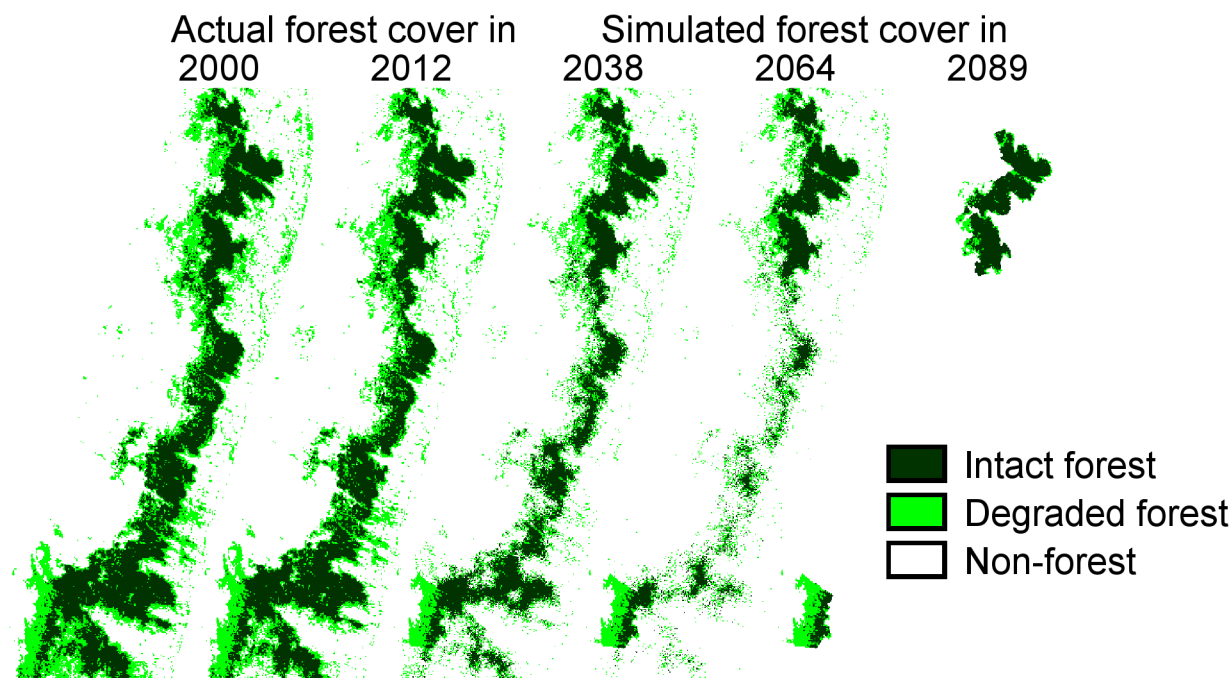 Actual forest cover in
Simulated forest cover in
2000
2012
2038
2064
2089
Intact forest
Degraded forest
Non-forest